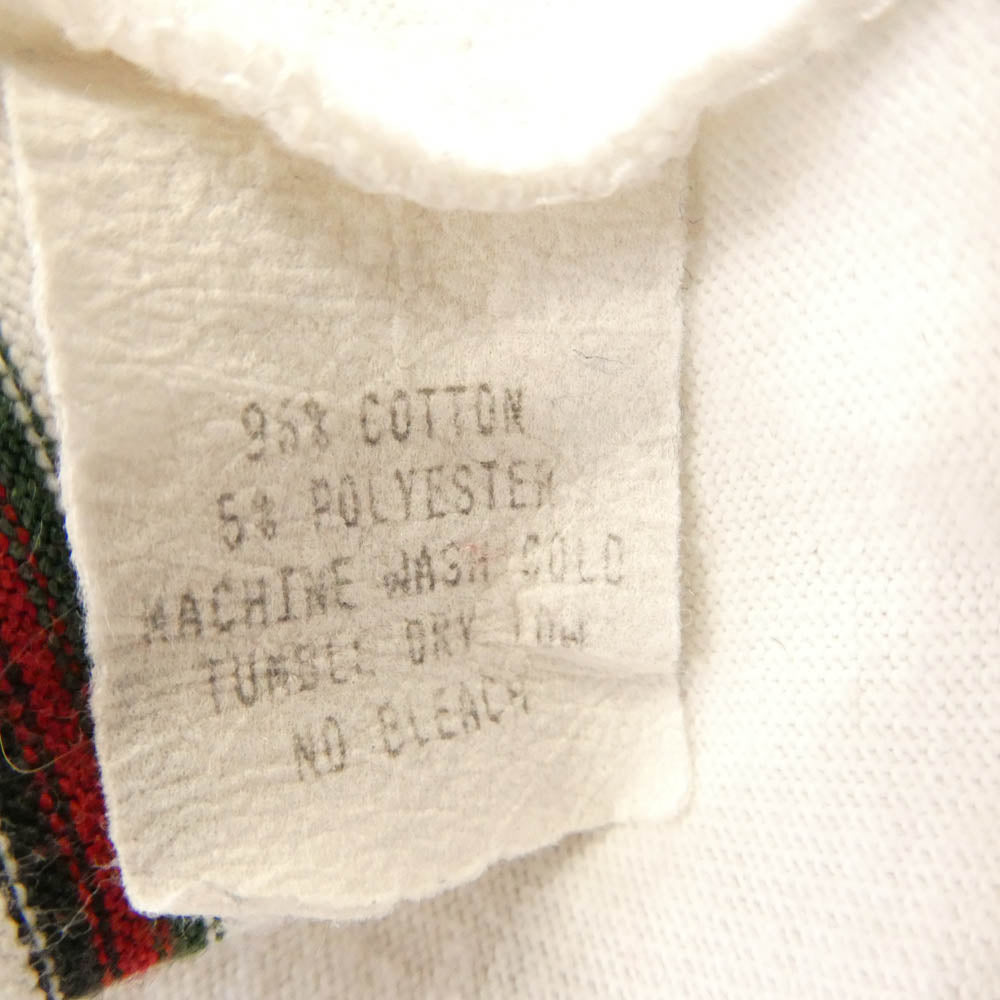 95% COTTON
5% POLYESTER
MACHINE WASH COLD
TUMBLE DRY LOW
NO BLEACH